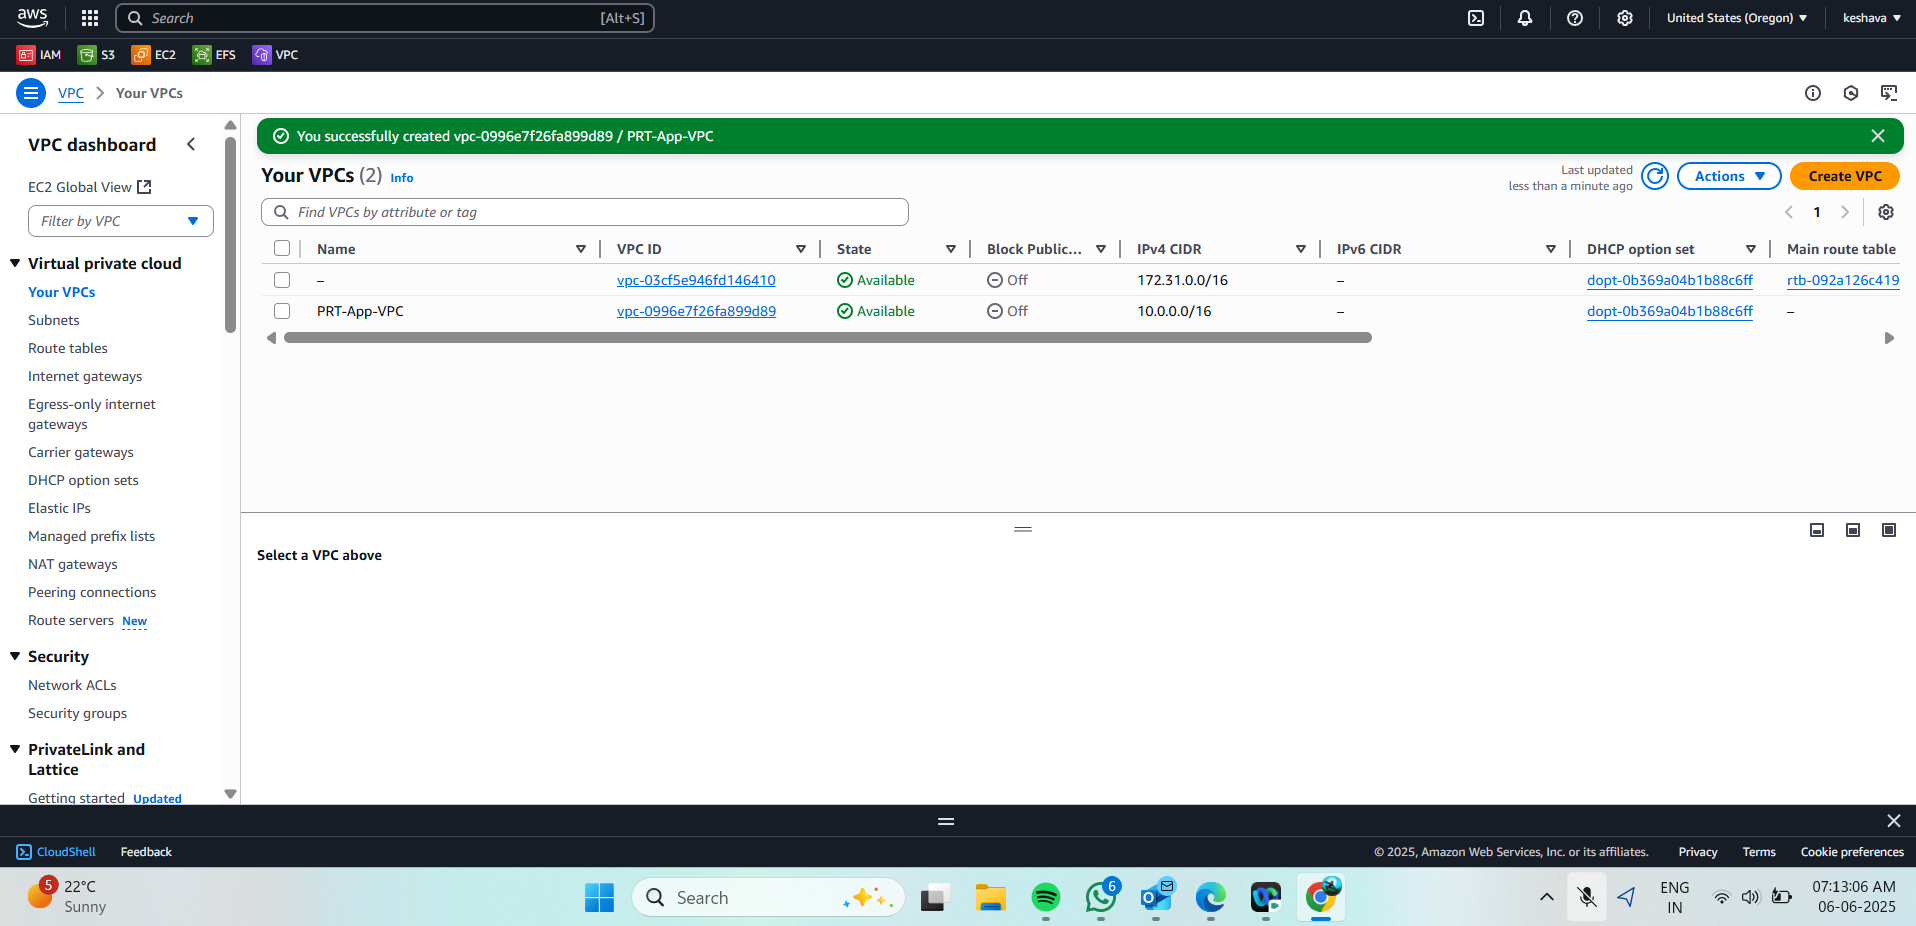 aws
Search [Alt+S]
United States (Oregon)
keshava
IAM S3 EC2 EFS VPC
VPC Your VPCs
VPC dashboard
EC2 Global View
Filter by VPC
Virtual private cloud
Your VPCs
Subnets
Route tables
Internet gateways
Egress-only internet
gateways
Carrier gateways
DHCP option sets
Elastic IPs
Managed prefix lists
NAT gateways
Peering connections
Route servers New
Security
Network ACLs
Security groups
PrivateLink and
Lattice
Getting started Updated
You successfully created vpc-0996e7f26fa899d89 / PRT-App-VPC
Your VPCs (2) Info
Last updated
less than a minute ago
Actions
Create VPC
Find VPCs by attribute or tag
1
Name VPC ID State Block Public... IPv4 CIDR IPv6 CIDR DHCP option set Main route table
– vpc-03cf5e946fd146410 Available Off 172.31.0.0/16 – dopt-0b369a04b1b88c6ff rtb-092a126c419
PRT-App-VPC vpc-0996e7f26fa899d89 Available Off 10.0.0.0/16 – dopt-0b369a04b1b88c6ff –
Select a VPC above
CloudShell Feedback
© 2025, Amazon Web Services, Inc. or its affiliates. Privacy Terms Cookie preferences
5
22°C
Sunny
Search
6
ENG
IN
07:13:06 AM
06-06-2025